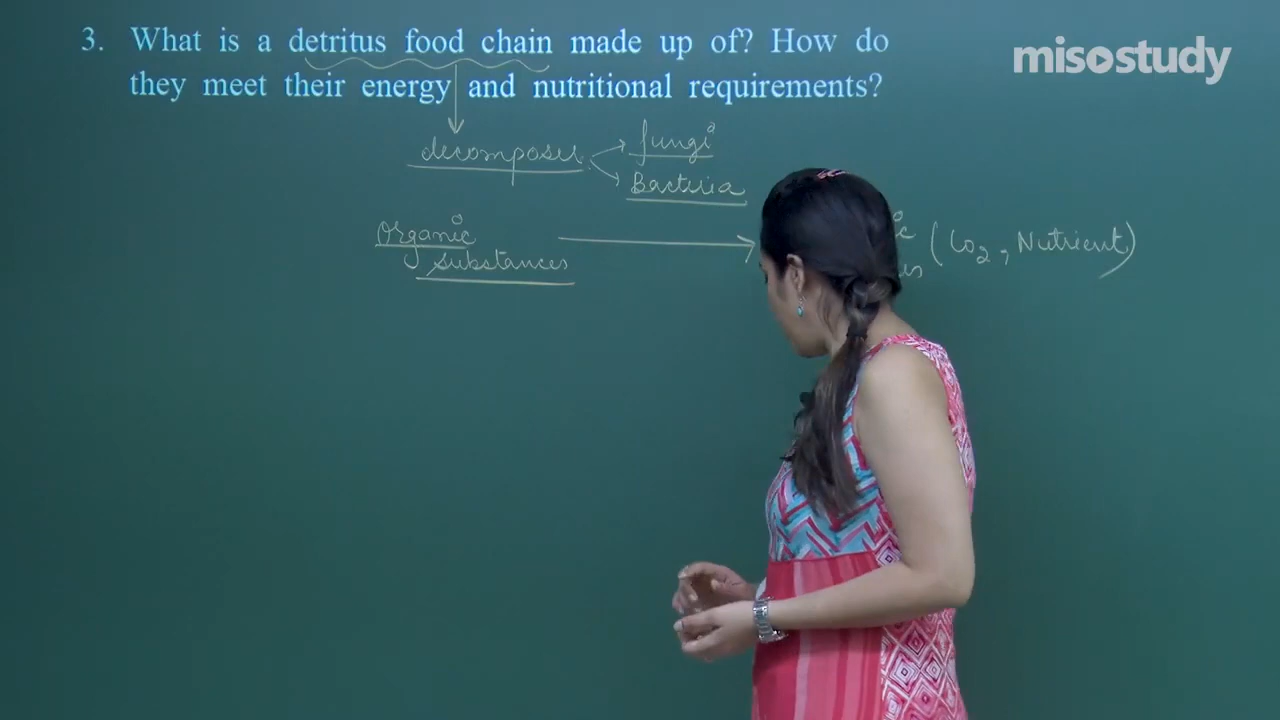 3. What is a detritus food chain made up of? How do
misostudy
they meet their energy and nutritional requirements?
fungi
decomposer
Bacteria
Organic (Co2, Nutrient)
substances